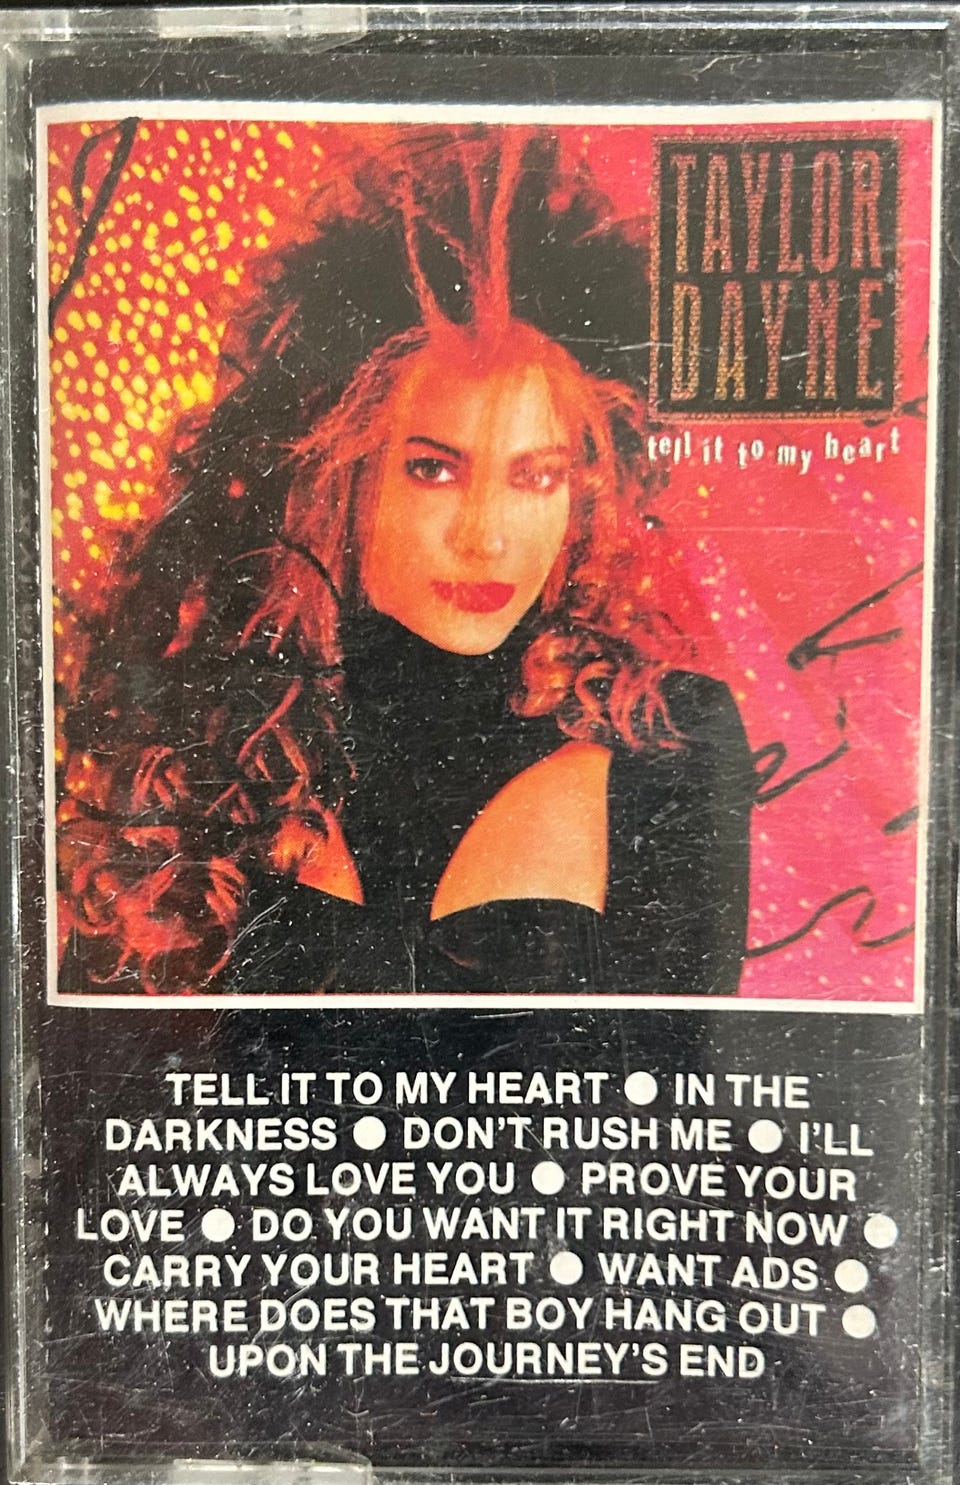 TAYLOR
DAYNE
tell it to my heart
TELL IT TO MY HEART ● IN THE
DARKNESS ● DON'T RUSH ME ● I'LL
ALWAYS LOVE YOU ● PROVE YOUR
LOVE ● DO YOU WANT IT RIGHT NOW ●
CARRY YOUR HEART ● WANT ADS ●
WHERE DOES THAT BOY HANG OUT ●
UPON THE JOURNEY'S END